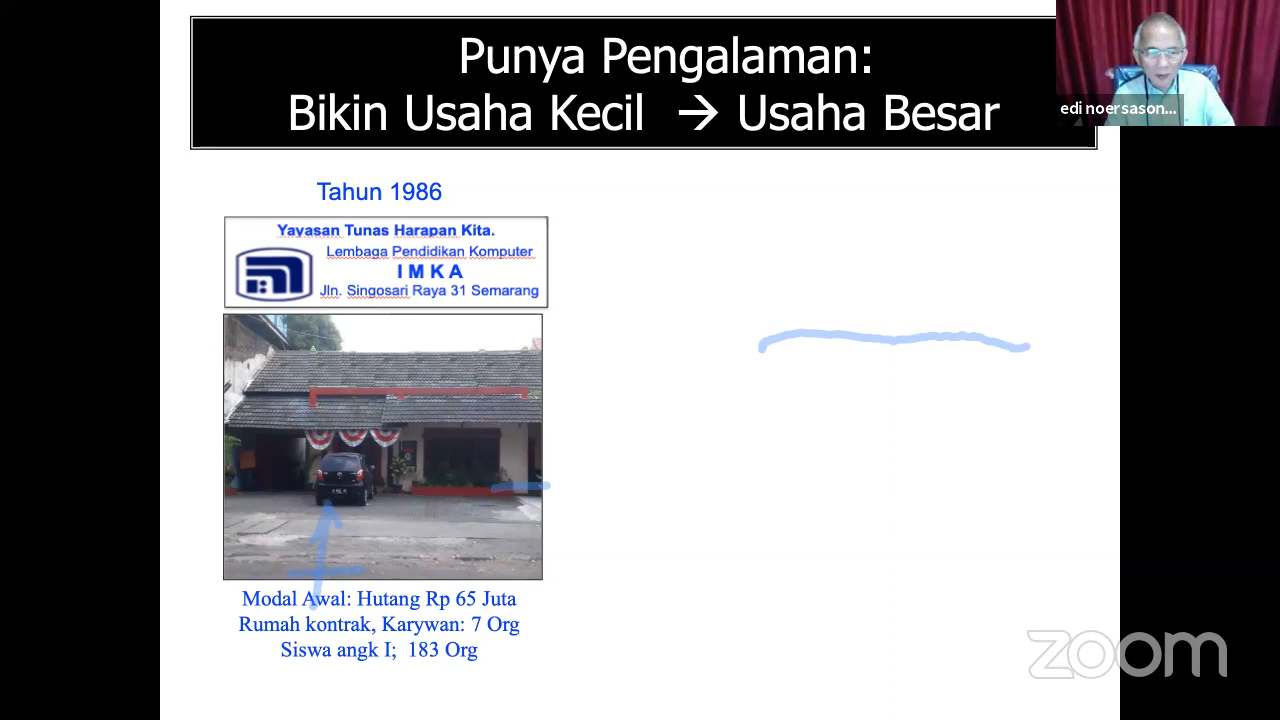 Punya Pengalaman:
Bikin Usaha Kecil → Usaha Besar
edi noersason...
Tahun 1986
Yayasan Tunas Harapan Kita.
Lembaga Pendidikan Komputer
I M K A
Jln. Singosari Raya 31 Semarang
Modal Awal: Hutang Rp 65 Juta
Rumah kontrak, Karywan: 7 Org
Siswa angk I; 183 Org
zoom